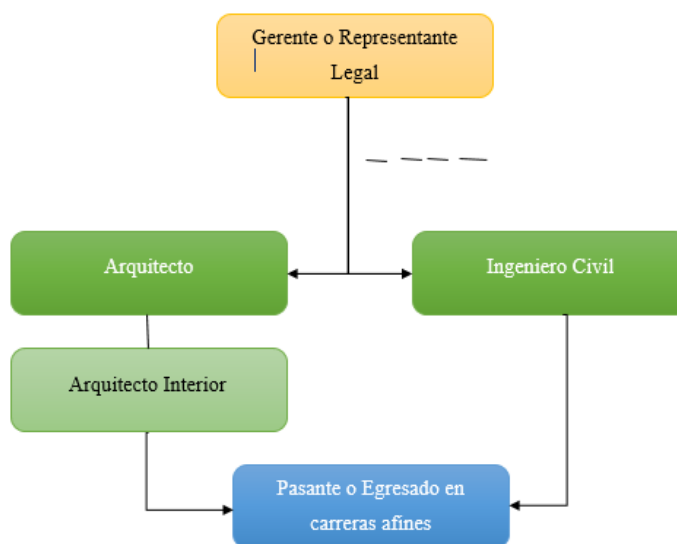 Gerente o Representante
Legal
Arquitecto
Ingeniero Civil
Arquitecto Interior
Pasante o Egresado en
carreras afines